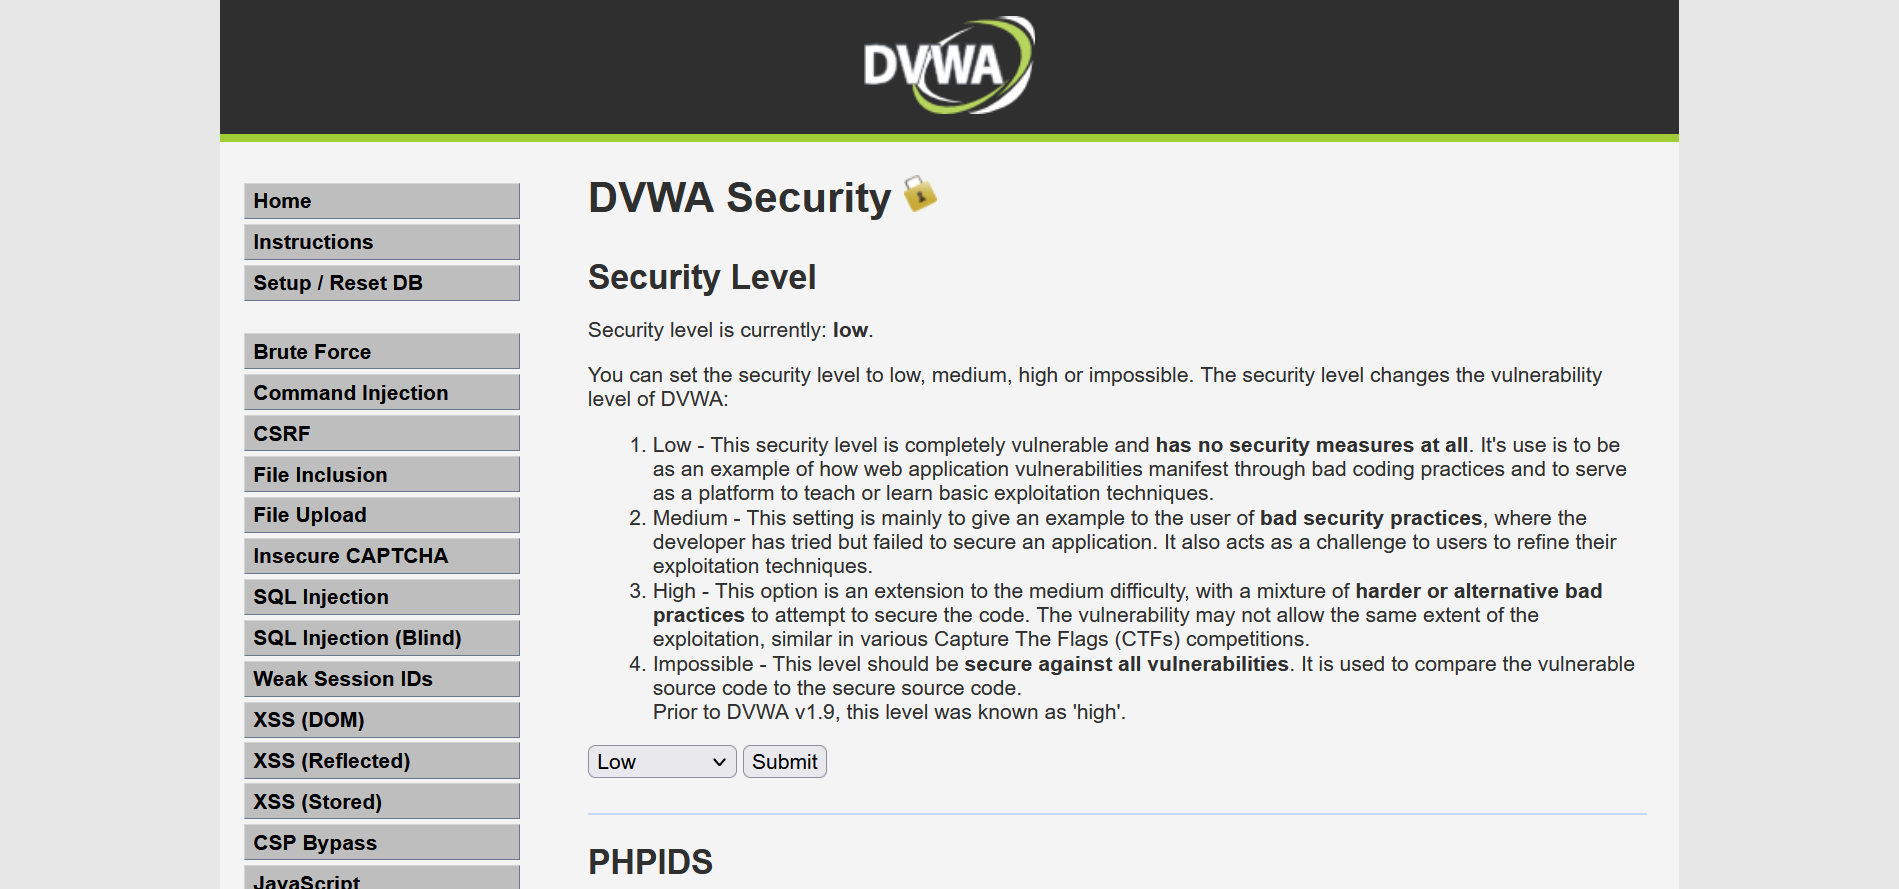 DVWA
Home
Instructions
Setup / Reset DB
Brute Force
Command Injection
CSRF
File Inclusion
File Upload
Insecure CAPTCHA
SQL Injection
SQL Injection (Blind)
Weak Session IDs
XSS (DOM)
XSS (Reflected)
XSS (Stored)
CSP Bypass
JavaScript
DVWA Security
Security Level
Security level is currently: low.
You can set the security level to low, medium, high or impossible. The security level changes the vulnerability
level of DVWA:
1. Low - This security level is completely vulnerable and has no security measures at all. It's use is to be
as an example of how web application vulnerabilities manifest through bad coding practices and to serve
as a platform to teach or learn basic exploitation techniques.
2. Medium - This setting is mainly to give an example to the user of bad security practices, where the
developer has tried but failed to secure an application. It also acts as a challenge to users to refine their
exploitation techniques.
3. High - This option is an extension to the medium difficulty, with a mixture of harder or alternative bad
practices to attempt to secure the code. The vulnerability may not allow the same extent of the
exploitation, similar in various Capture The Flags (CTFs) competitions.
4. Impossible - This level should be secure against all vulnerabilities. It is used to compare the vulnerable
source code to the secure source code.
Prior to DVWA v1.9, this level was known as 'high'.
Low Submit
PHPIDS